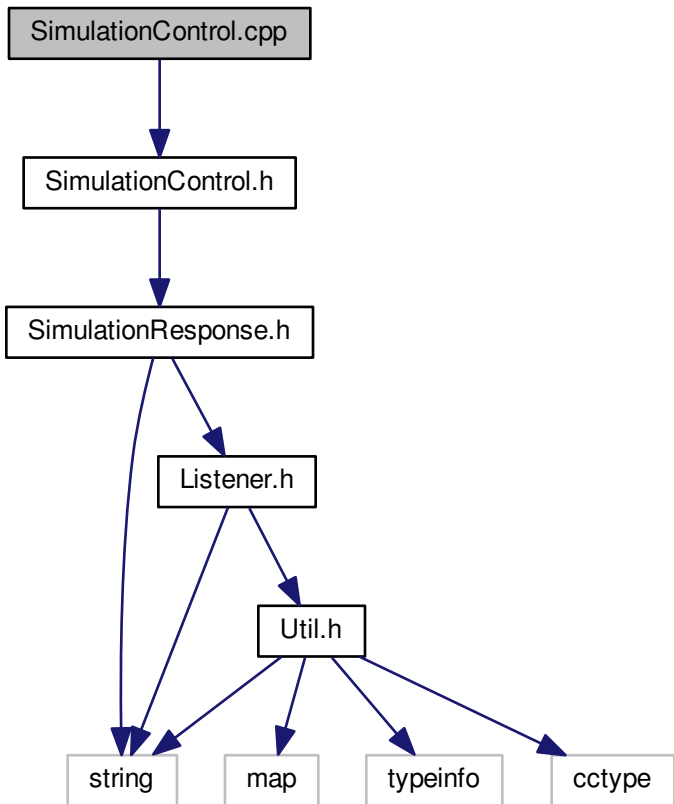 SimulationControl.cpp
SimulationControl.h
SimulationResponse.h
Listener.h
Util.h
string
map
typeinfo
cctype